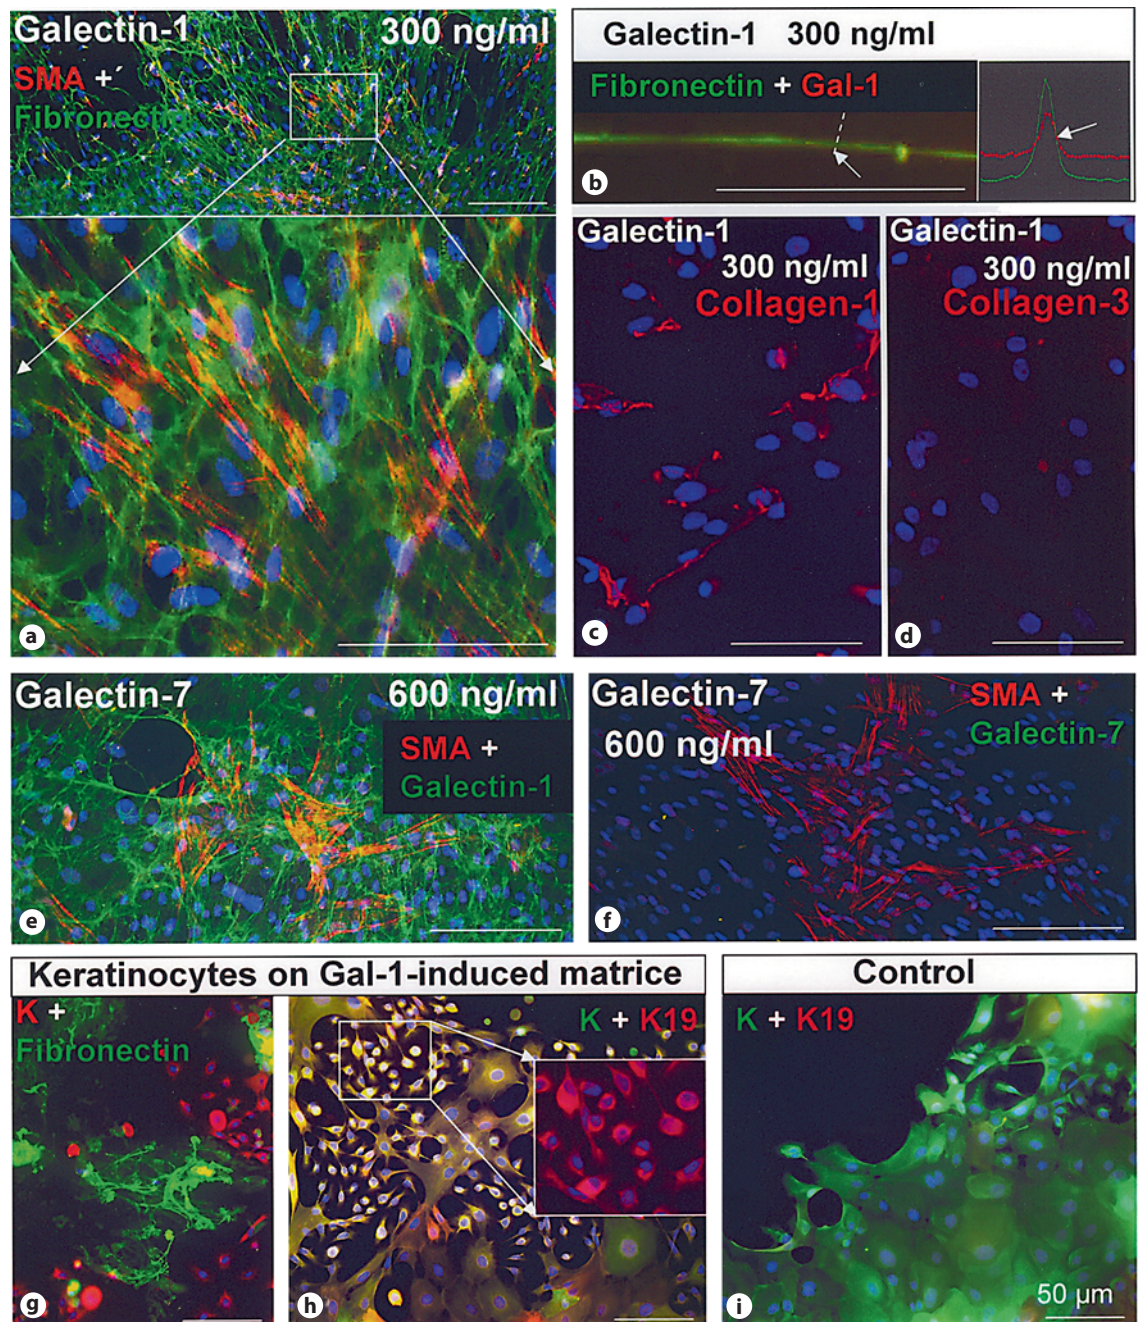 Galectin-1 300 ng/ml
SMA +´
Fibronectin
a
Galectin-1 300 ng/ml
Fibronectin + Gal-1
b
Galectin-1
300 ng/ml
Collagen-1
c
Galectin-1
300 ng/ml
Collagen-3
d
Galectin-7 600 ng/ml
SMA +
Galectin-1
e
Galectin-7
600 ng/ml
SMA +
Galectin-7
f
Keratinocytes on Gal-1-induced matrice
K +
Fibronectin
g
K + K19
h
Control
K + K19
50 µm
i